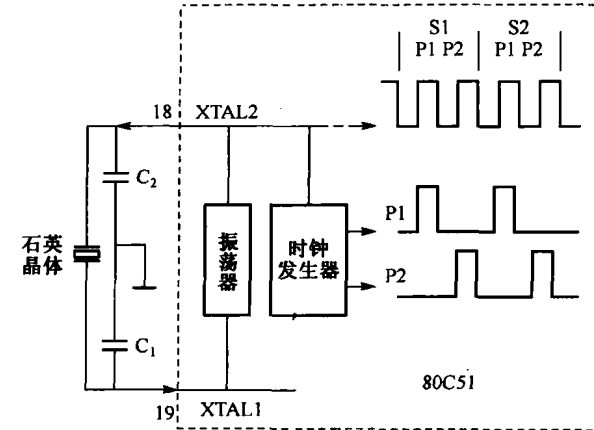 S1 S2
P1 P2 P1 P2
18 XTAL2
C₂
石英
晶体
振
荡
器
时钟
发生器
P1
P2
C₁
80C51
19 XTAL1